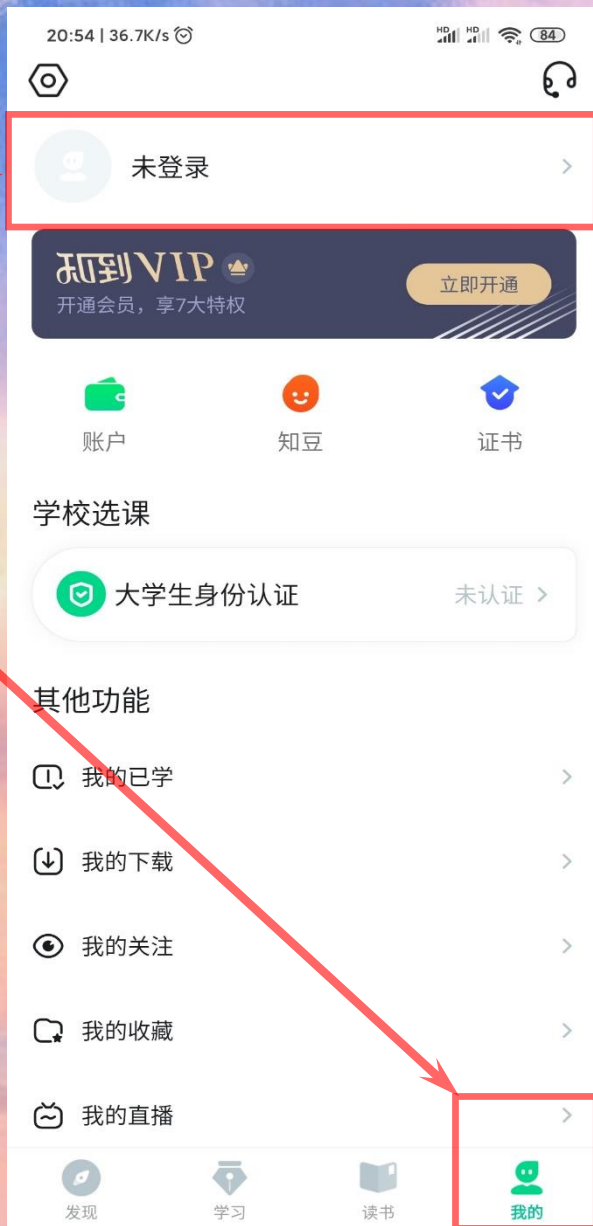 20:54 | 36.7K/s
HD HD 84
未登录
知到VIP
开通会员，享7大特权
立即开通
账户 知豆 证书
学校选课
大学生身份认证 未认证
其他功能
我的已学
我的下载
我的关注
我的收藏
我的直播
发现 学习 读书 我的